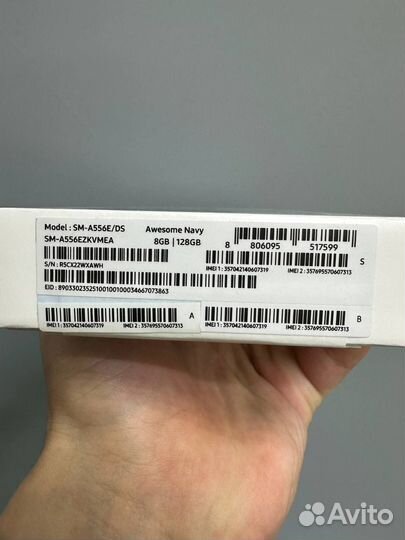 Model : SM-A556E/DS Awesome Navy
SM-A556EZKVMEA 8GB | 128GB
8 806095 517599
S/N : R5CX22WXAWH
IMEI 1 : 357042140607319 IMEI 2 : 357695570607313
S
EID : 89033023525100100100034667073863
A
IMEI 1 : 357042140607319 IMEI 2 : 357695570607313
B
IMEI 1 : 357042140607319 IMEI 2 : 357695570607313
Avito